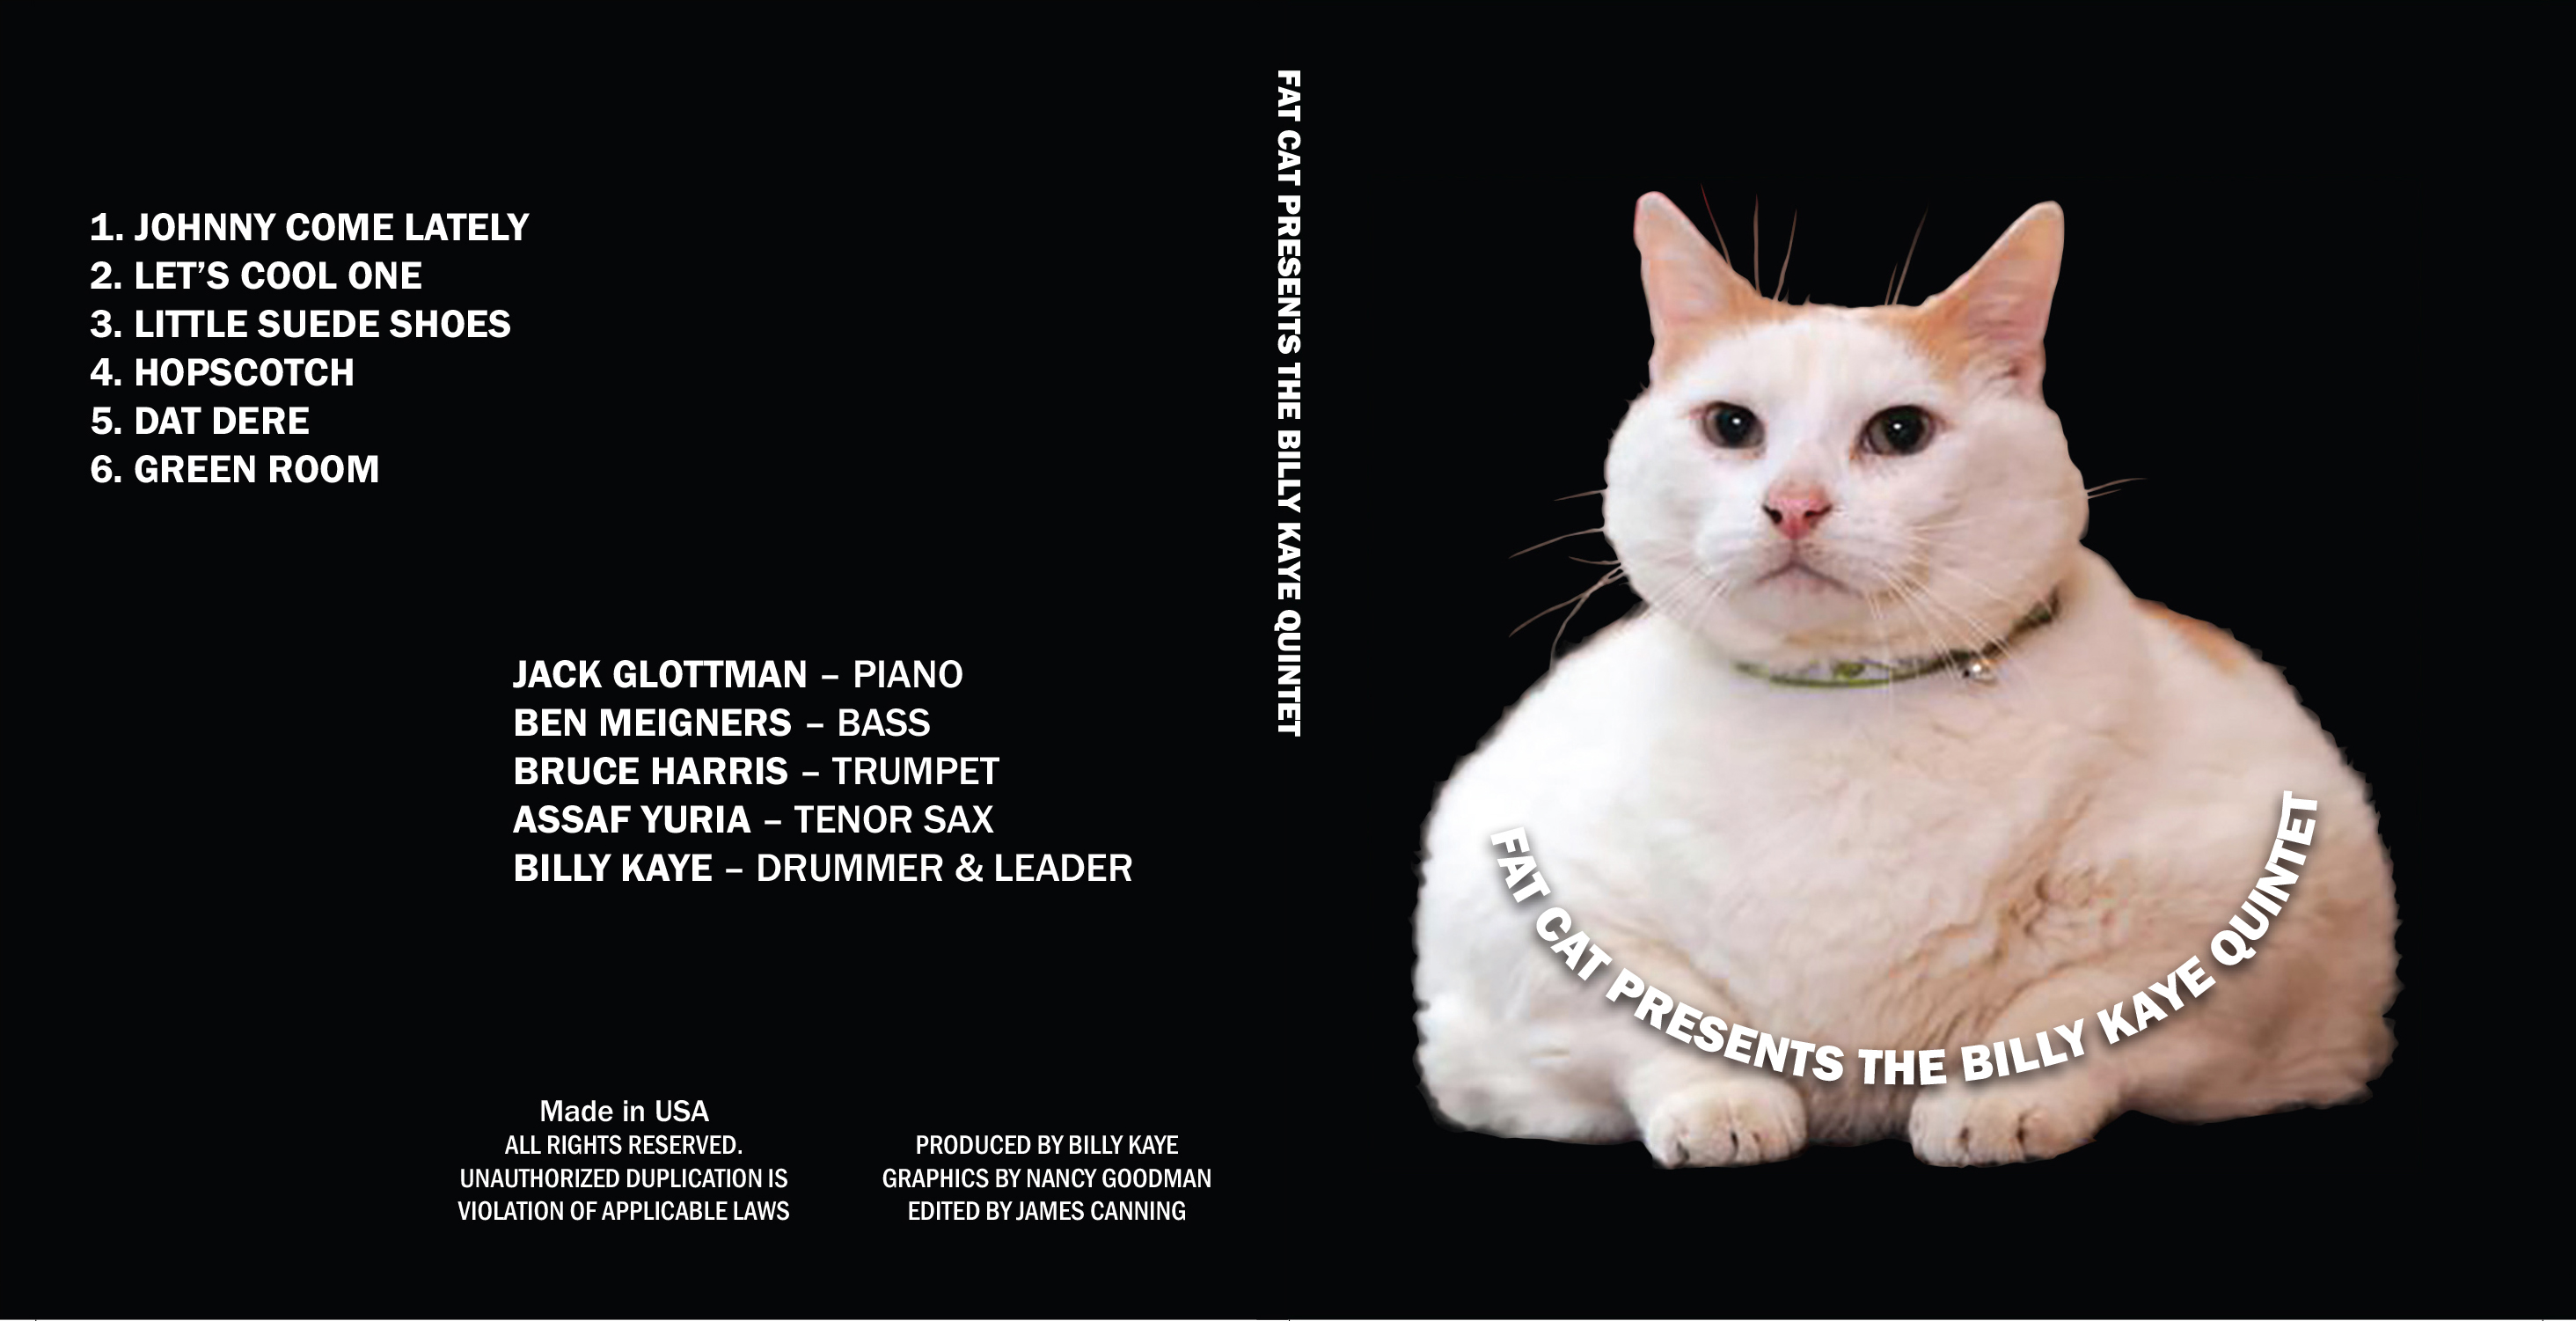 1. JOHNNY COME LATELY
2. LET’S COOL ONE
3. LITTLE SUEDE SHOES
4. HOPSCOTCH
5. DAT DERE
6. GREEN ROOM
JACK GLOTTMAN – PIANO
BEN MEIGNERS – BASS
BRUCE HARRIS – TRUMPET
ASSAF YURIA – TENOR SAX
BILLY KAYE – DRUMMER & LEADER
Made in USA
ALL RIGHTS RESERVED.
UNAUTHORIZED DUPLICATION IS
VIOLATION OF APPLICABLE LAWS
PRODUCED BY BILLY KAYE
GRAPHICS BY NANCY GOODMAN
EDITED BY JAMES CANNING
FAT CAT PRESENTS THE BILLY KAYE QUINTET
FAT CAT PRESENTS THE BILLY KAYE QUINTET